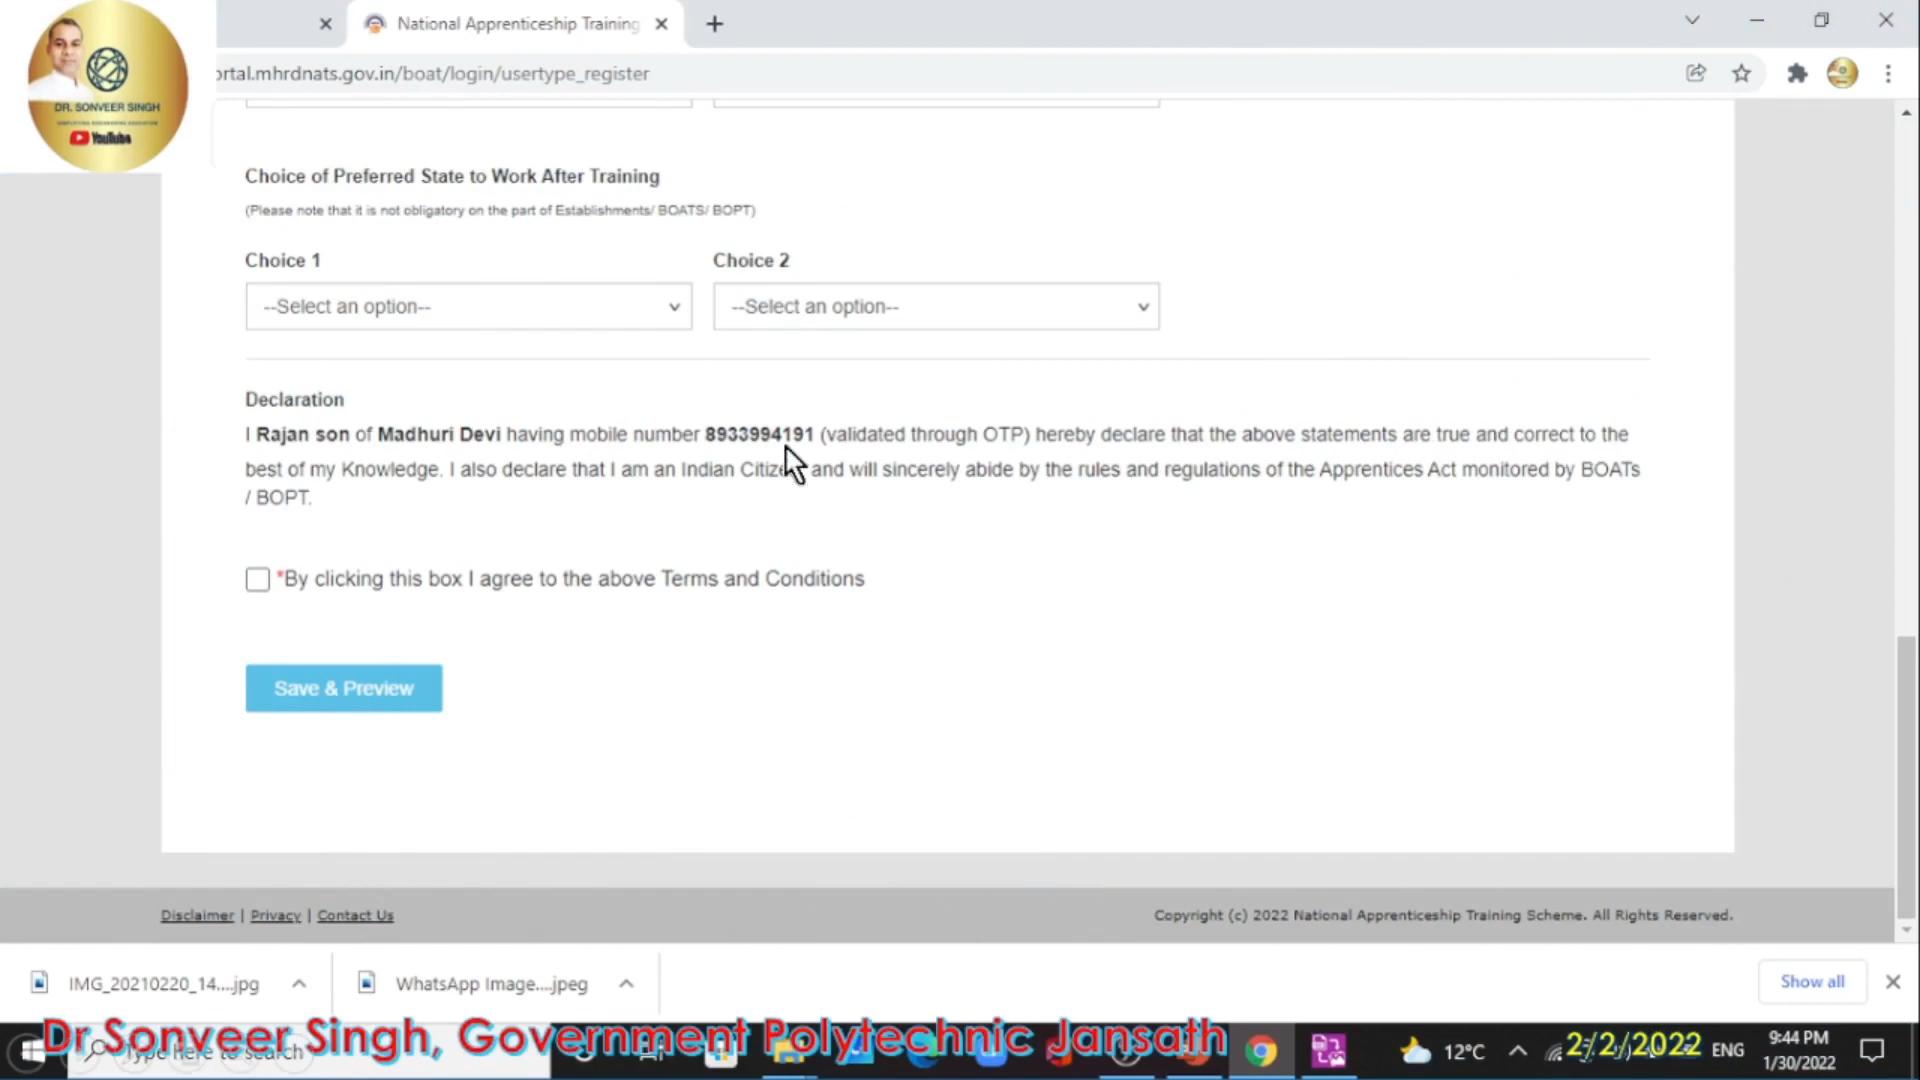 National Apprenticeship Training
DR. SONVEER SINGH
YouTube
ortal.mhrdnats.gov.in/boat/login/usertype_register
Choice of Preferred State to Work After Training
(Please note that it is not obligatory on the part of Establishments/ BOATS/ BOPT)
Choice 1
Choice 2
--Select an option--
--Select an option--
Declaration
I Rajan son of Madhuri Devi having mobile number 8933994191 (validated through OTP) hereby declare that the above statements are true and correct to the
best of my Knowledge. I also declare that I am an Indian Citize and will sincerely abide by the rules and regulations of the Apprentices Act monitored by BOATs
/ BOPT.
*By clicking this box I agree to the above Terms and Conditions
Save & Preview
Disclaimer | Privacy | Contact Us
Copyright (c) 2022 National Apprenticeship Training Scheme. All Rights Reserved.
IMG_20210220_14....jpg
WhatsApp Image....jpeg
Show all
Dr Sonveer Singh, Government Polytechnic Jansath
Type here to search
12°C
2/2/2022
ENG
9:44 PM
1/30/2022